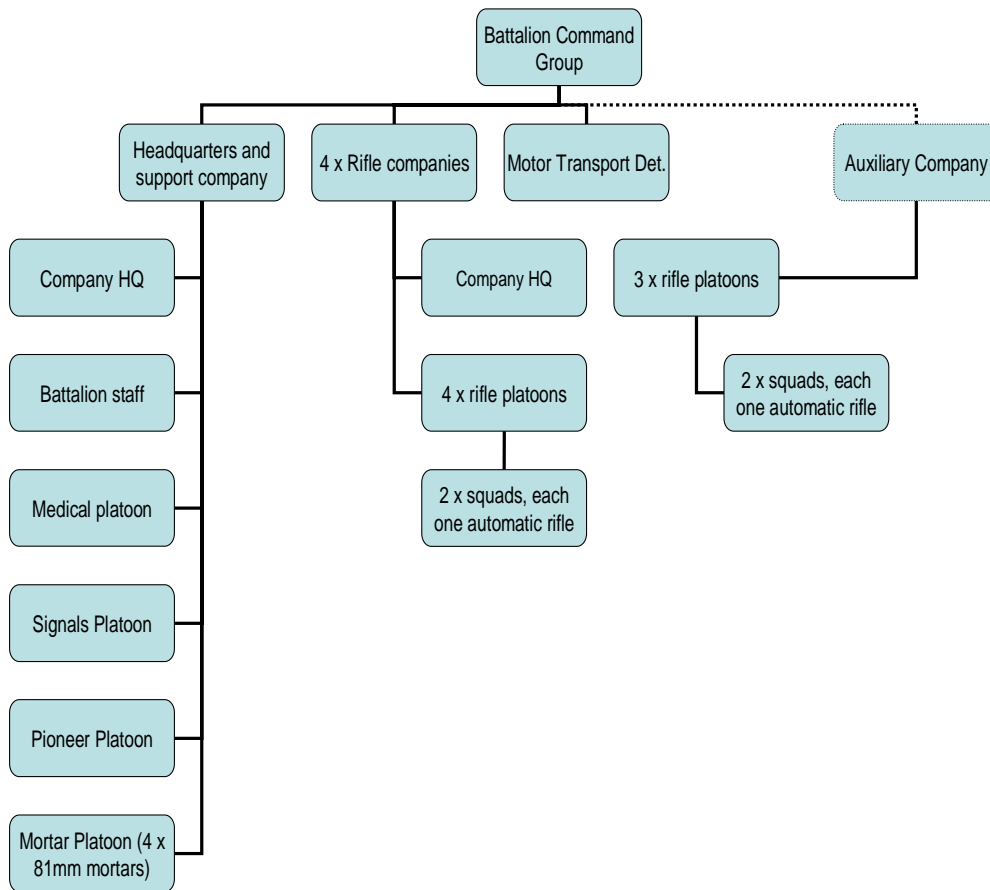 Battalion Command
Group
Headquarters and
support company
4 x Rifle companies
Motor Transport Det.
Auxiliary Company
Company HQ
Company HQ
3 x rifle platoons
Battalion staff
4 x rifle platoons
2 x squads, each
one automatic rifle
Medical platoon
2 x squads, each
one automatic rifle
Signals Platoon
Pioneer Platoon
Mortar Platoon (4 x
81mm mortars)